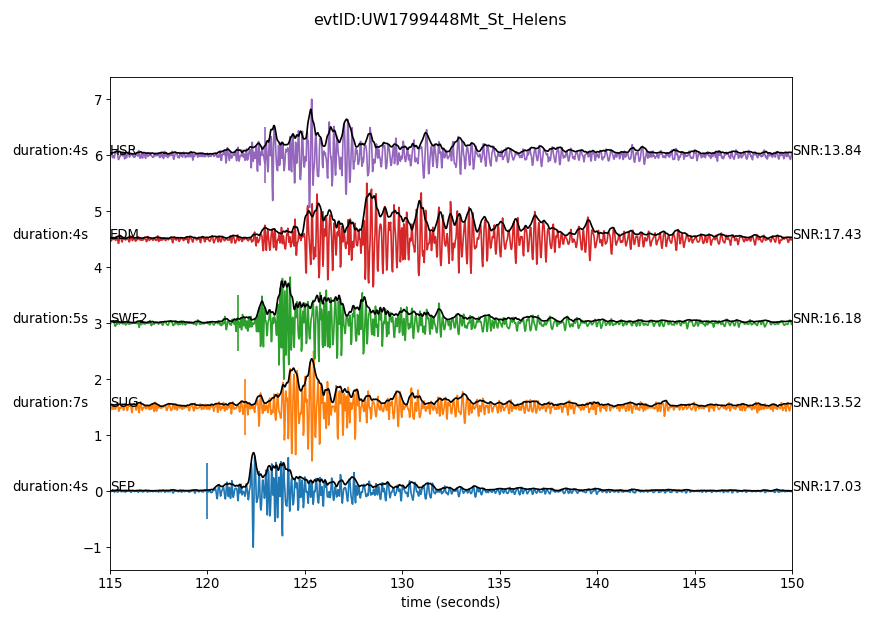 evtID:UW1799448Mt_St_Helens
7
duration:4s HSR SNR:13.84
6
5
duration:4s EDM SNR:17.43
4
duration:5s SWF2 SNR:16.18
3
2
duration:7s SUG SNR:13.52
1
duration:4s SEP SNR:17.03
0
−1
115 120 125 130 135 140 145 150
time (seconds)